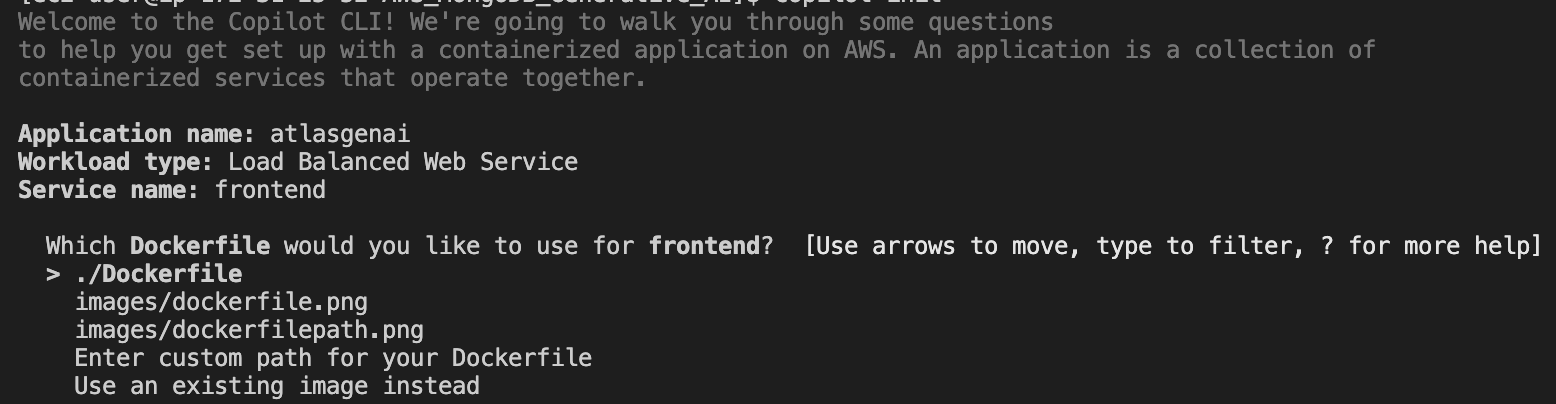 Welcome to the Copilot CLI! We're going to walk you through some questions
to help you get set up with a containerized application on AWS. An application is a collection of
containerized services that operate together.
Application name: atlasgenai
Workload type: Load Balanced Web Service
Service name: frontend
Which Dockerfile would you like to use for frontend?  [Use arrows to move, type to filter, ? for more help]
> ./Dockerfile
images/dockerfile.png
images/dockerfilepath.png
Enter custom path for your Dockerfile
Use an existing image instead